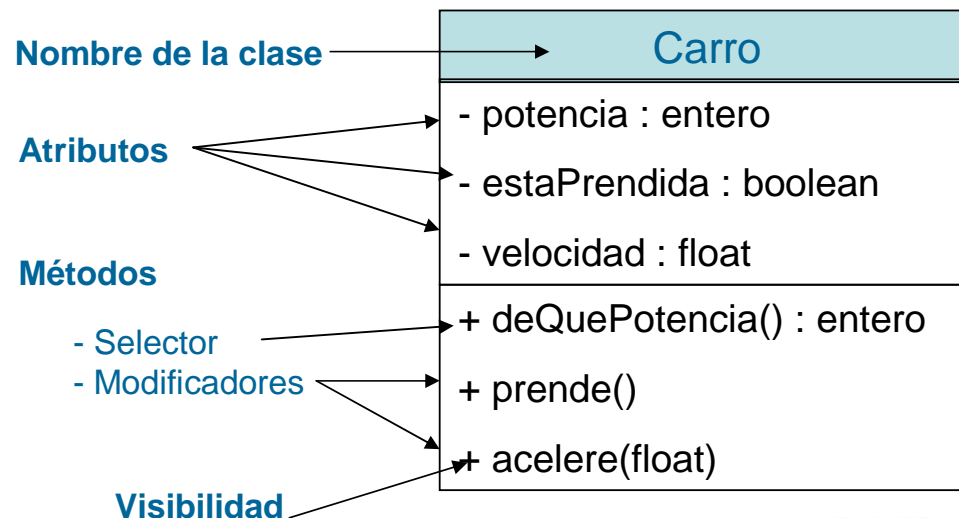 Nombre de la clase
Carro
Atributos
- potencia : entero
- estaPrendida : boolean
- velocidad : float
Métodos
- Selector
- Modificadores
+ deQuePotencia() : entero
+ prende()
+ acelere(float)
Visibilidad